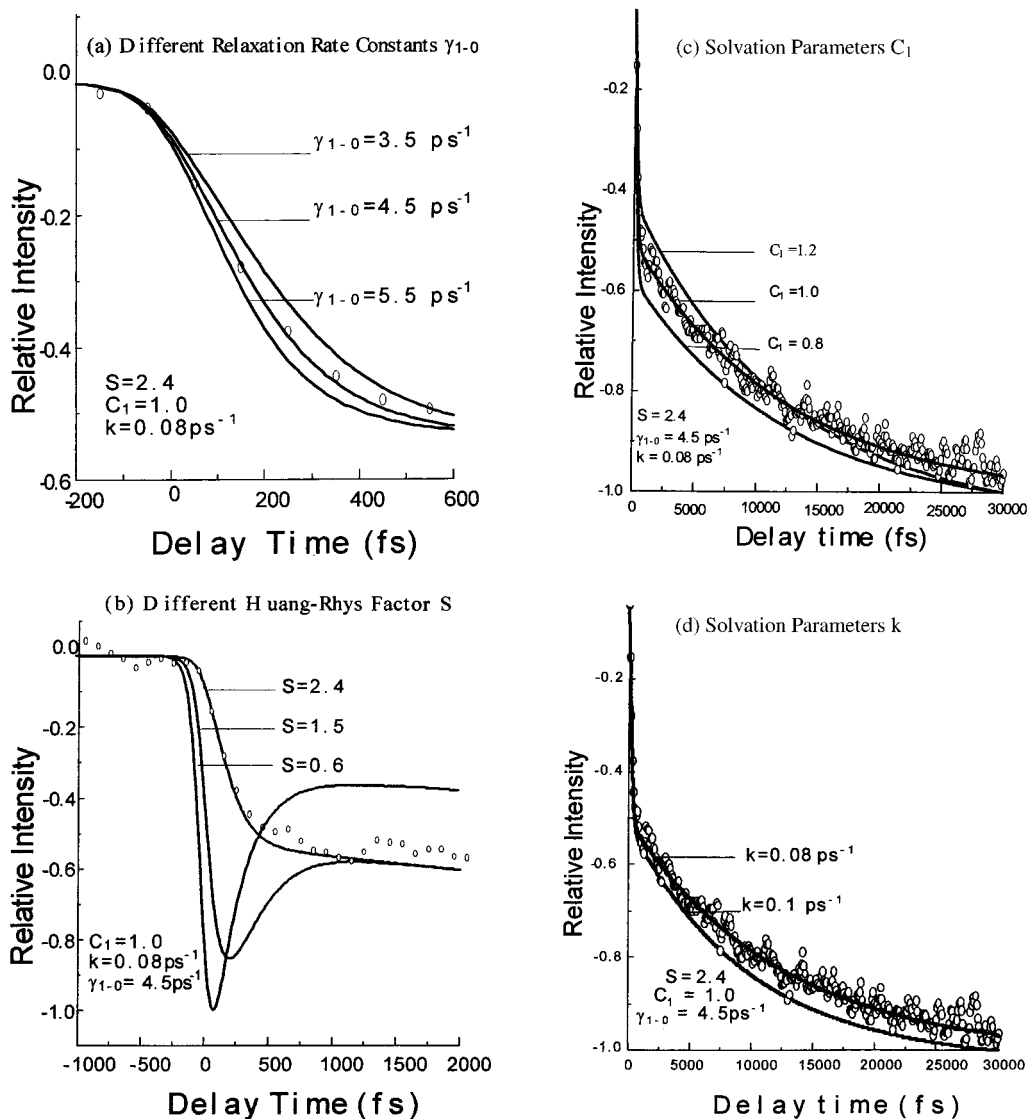 (a) Different Relaxation Rate Constants γ1-0
0.0
-0.2
-0.4
-0.6
Relative Intensity
γ1-0=3.5 ps-1
γ1-0=4.5 ps-1
γ1-0=5.5 ps-1
S=2.4
C1=1.0
k=0.08ps-1
-200 0 200 400 600
Delay Time (fs)
(b) Different Huang-Rhys Factor S
0.0
-0.2
-0.4
-0.6
-0.8
-1.0
Relative Intensity
S=2.4
S=1.5
S=0.6
C1=1.0
k=0.08ps-1
γ1-0= 4.5ps-1
-1000 -500 0 500 1000 1500 2000
Delay Time (fs)
(c) Solvation Parameters C1
-0.2
-0.4
-0.6
-0.8
-1.0
Relative Intensity
C1 =1.2
C1 =1.0
C1 = 0.8
S = 2.4
γ1-0 = 4.5 ps-1
k = 0.08 ps-1
0 5000 10000 15000 20000 25000 30000
Delay time (fs)
(d) Solvation Parameters k
-0.2
-0.4
-0.6
-0.8
-1.0
Relative Intensity
k=0.08 ps-1
k=0.1 ps-1
S = 2.4
C1 = 1.0
γ1-0 = 4.5ps-1
0 5000 10000 15000 20000 25000 30000
Delay time (fs)